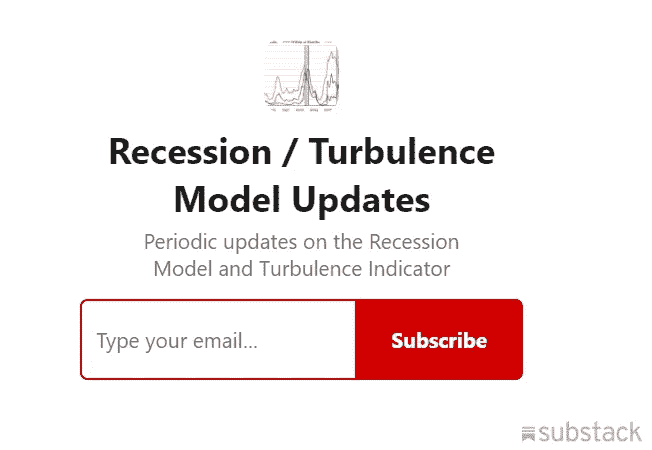 Recession / Turbulence
Model Updates
Periodic updates on the Recession
Model and Turbulence Indicator
Type your email...
Subscribe
substack